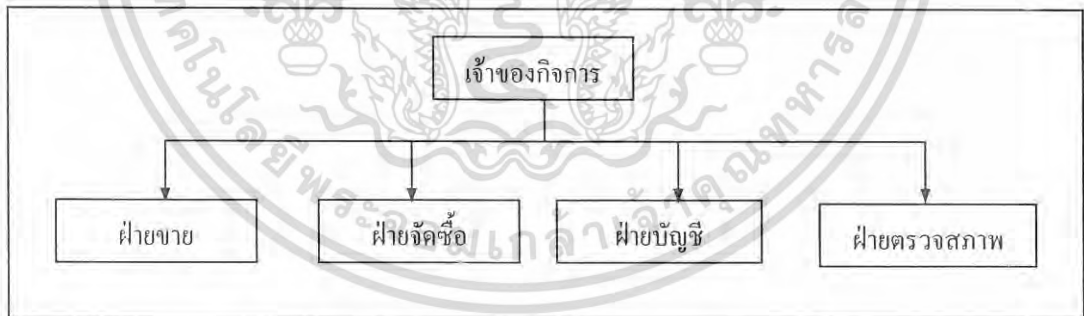 เจ้าของกิจการ
ฝ่ายขาย
ฝ่ายจัดซื้อ
ฝ่ายบัญชี
ฝ่ายตรวจสภาพ